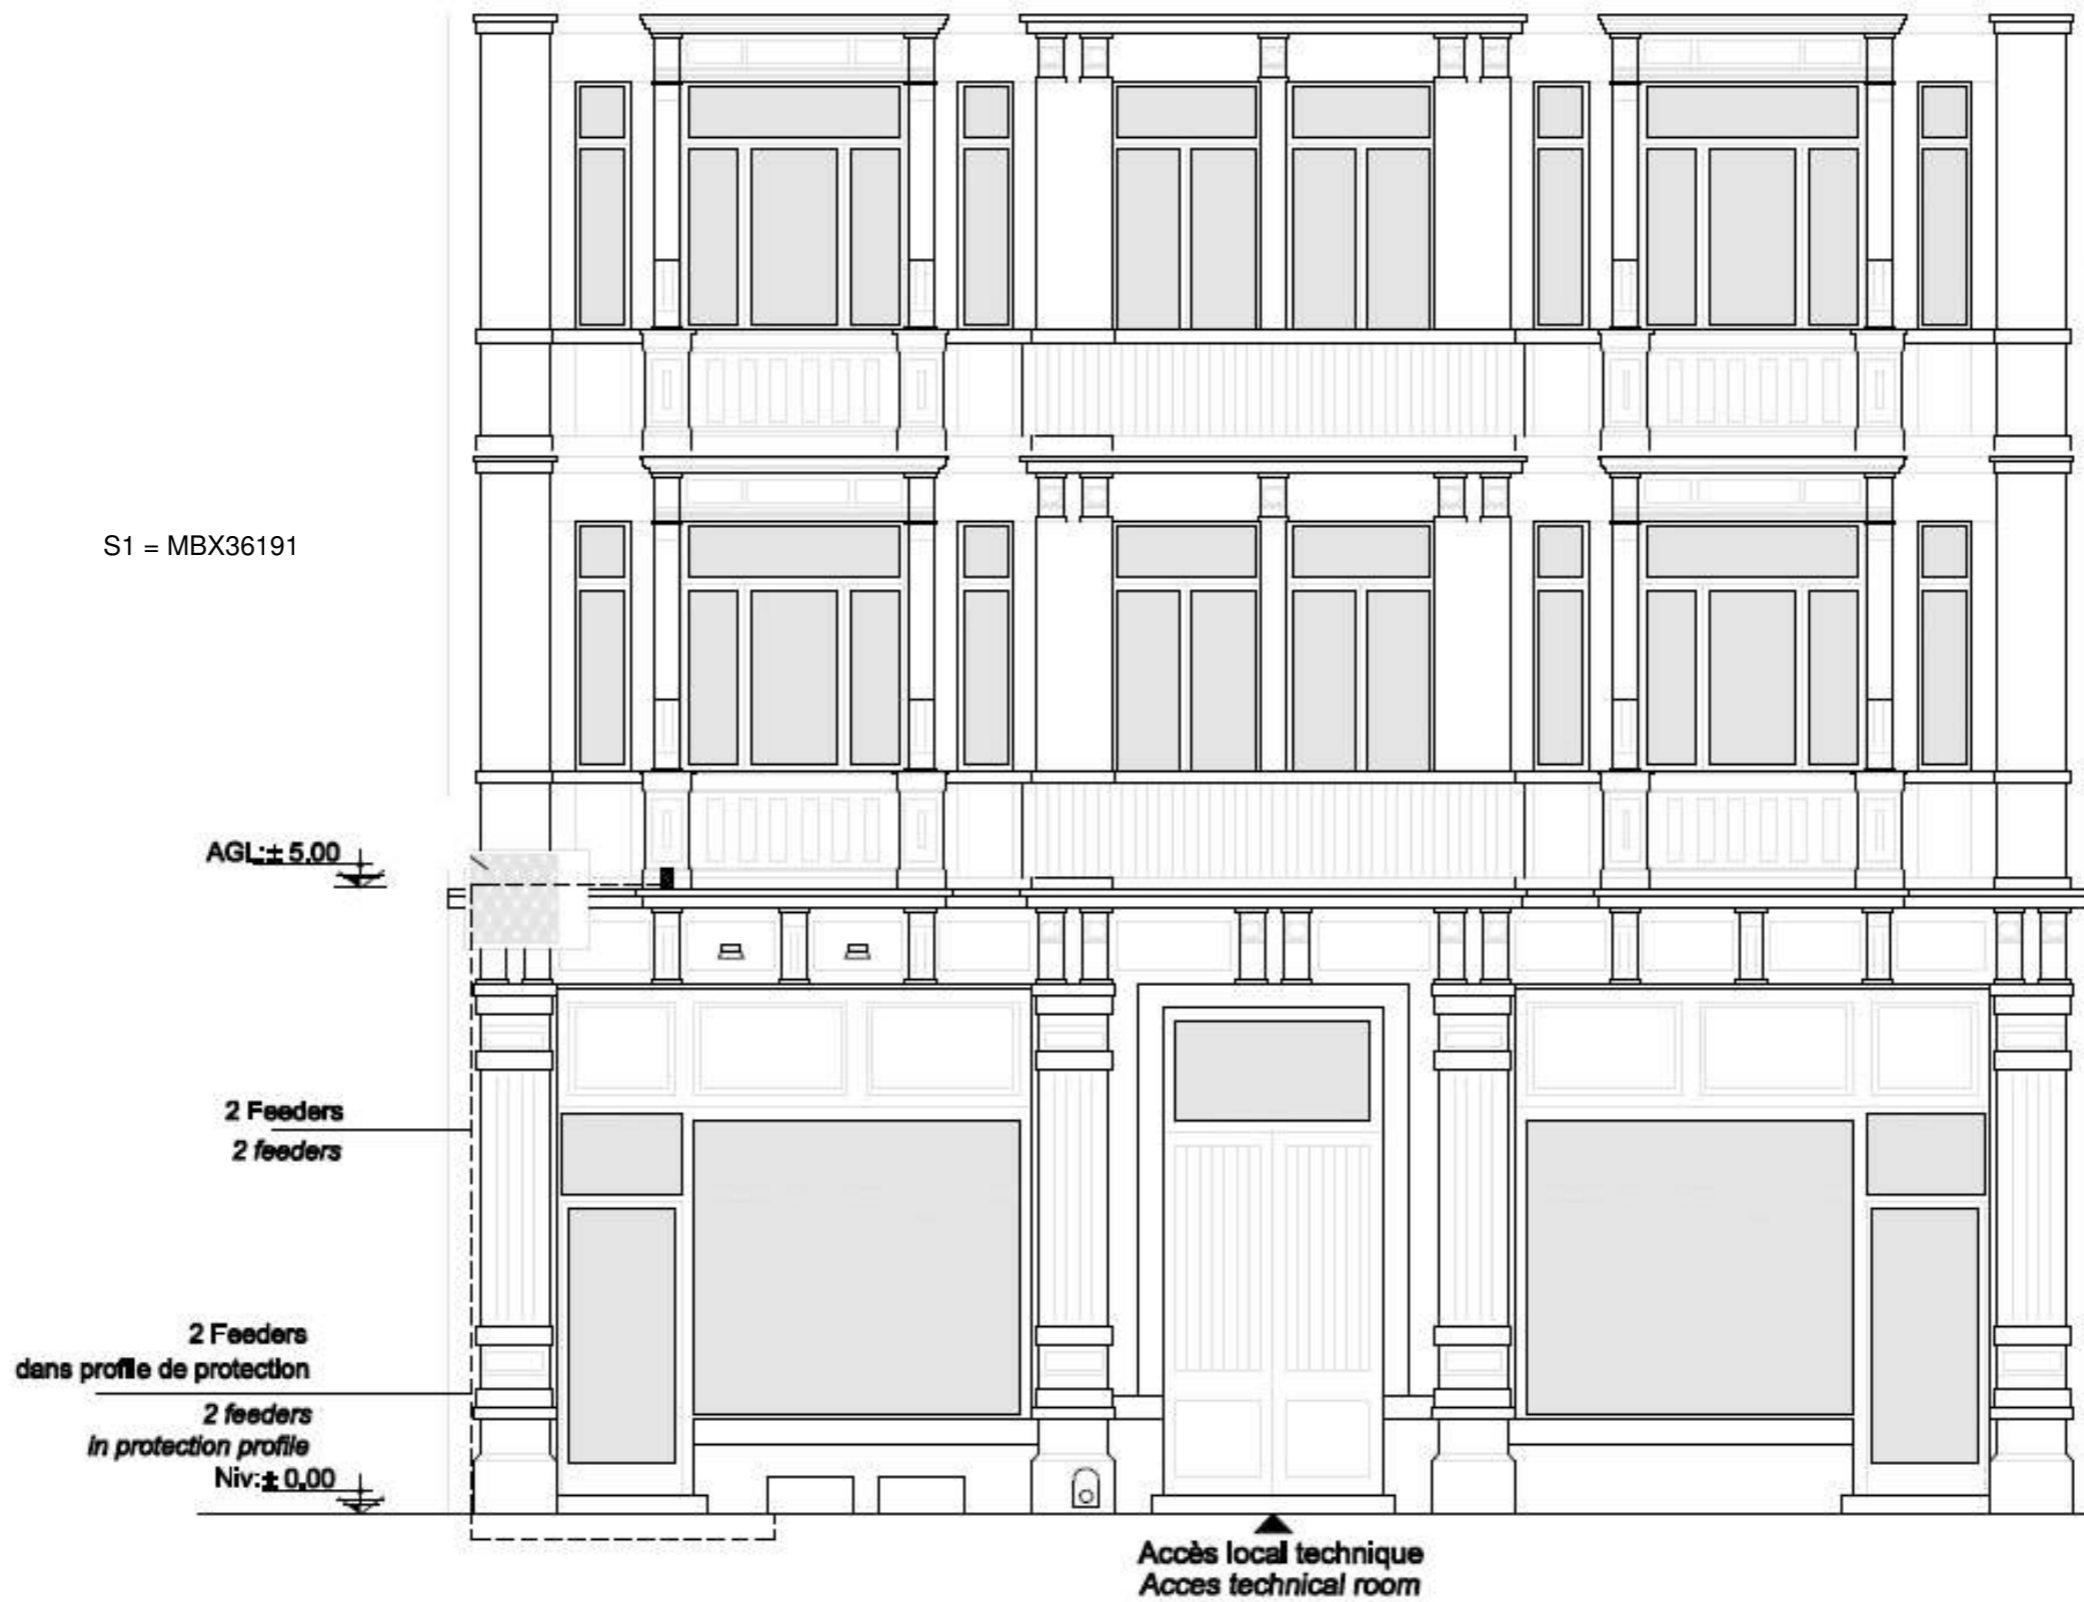 S1 = MBX36191
AGL:± 5.00
2 Feeders
2 feeders
2 Feeders
dans profile de protection
2 feeders
in protection profile
Niv:± 0.00
Accès local technique
Acces technical room